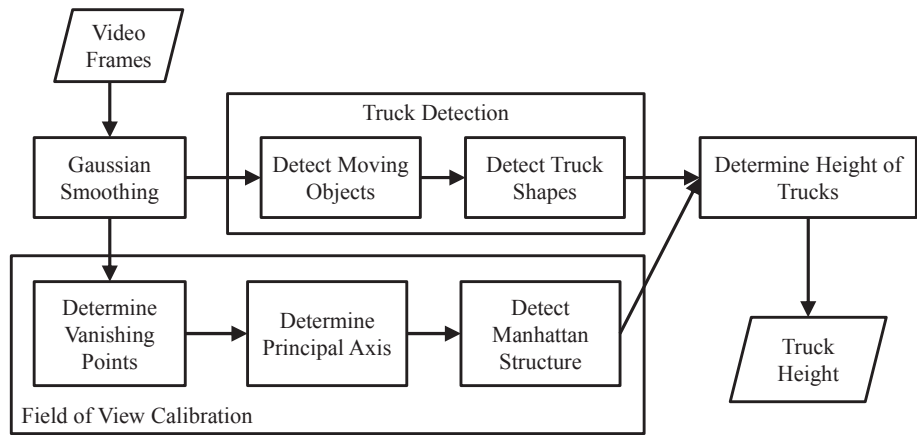 Video
Frames
Gaussian
Smoothing
Truck Detection
Detect Moving
Objects
Detect Truck
Shapes
Determine Height of
Trucks
Determine
Vanishing
Points
Determine
Principal Axis
Detect
Manhattan
Structure
Field of View Calibration
Truck
Height